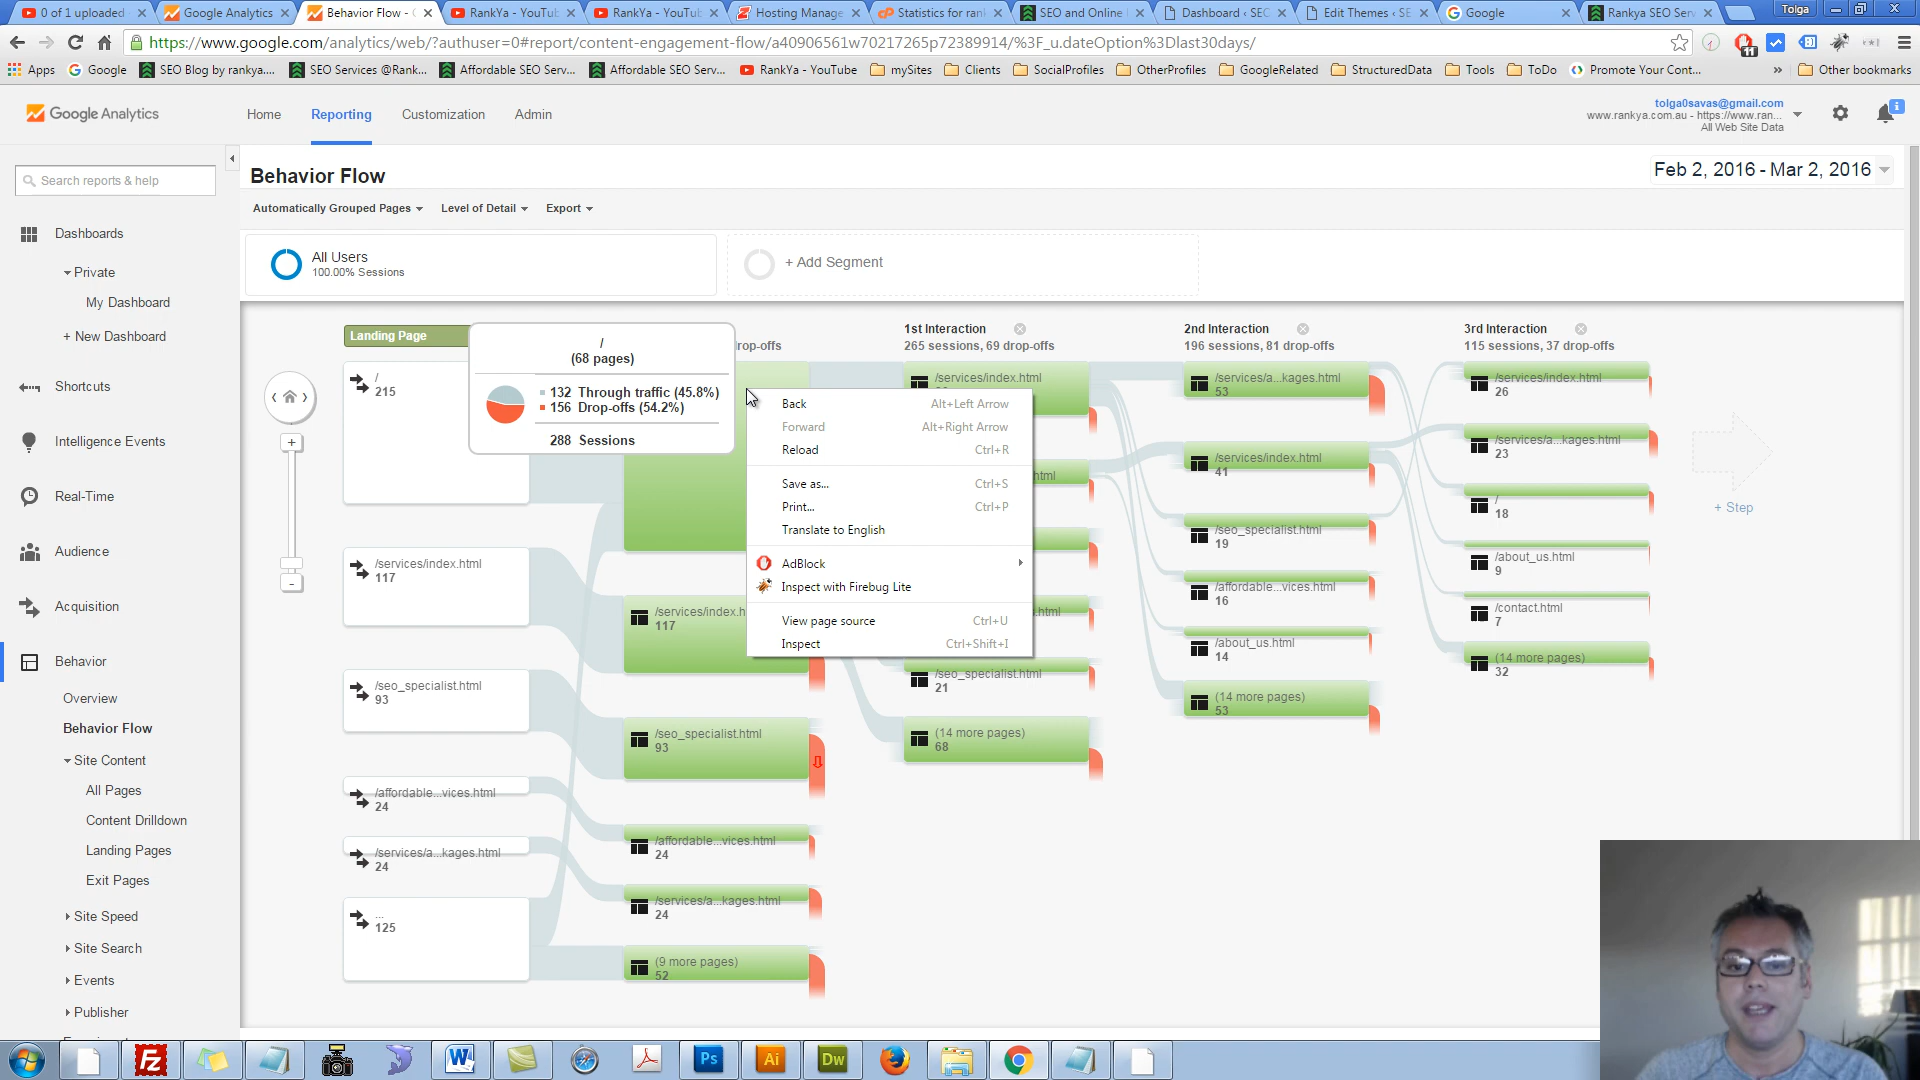 0 of 1 uploaded
Google Analytics
Behavior Flow - G
RankYa - YouTub
RankYa - YouTub
Hosting Manage
Statistics for rank
SEO and Online
Dashboard ‹ SEO
Edit Themes ‹ SE
Google
Rankya SEO Serv
Tolga
https://www.google.com/analytics/web/?authuser=0#report/content-engagement-flow/a40906561w70217265p72389914/%3F_u.dateOption%3Dlast30days/
11
Apps
Google
SEO Blog by rankya....
SEO Services @Rank...
Affordable SEO Serv...
Affordable SEO Serv...
RankYa - YouTube
mySites
Clients
SocialProfiles
OtherProfiles
GoogleRelated
StructuredData
Tools
ToDo
Promote Your Cont...
»
Other bookmarks
Google Analytics
Home
Reporting
Customization
Admin
tolga0savas@gmail.com
www.rankya.com.au - https://www.ran...
All Web Site Data
Search reports & help
Behavior Flow
Feb 2, 2016 - Mar 2, 2016
Automatically Grouped Pages
Level of Detail
Export
Dashboards
Private
My Dashboard
+ New Dashboard
Shortcuts
Intelligence Events
Real-Time
Audience
Acquisition
Behavior
Overview
Behavior Flow
Site Content
All Pages
Content Drilldown
Landing Pages
Exit Pages
Site Speed
Site Search
Events
Publisher
All Users
100.00% Sessions
+ Add Segment
Landing Page
/
215
/services/index.html
117
/seo_specialist.html
93
/affordable...vices.html
24
/services/a...kages.html
24
...
125
+
-
/
(68 pages)
132 Through traffic (45.8%)
156 Drop-offs (54.2%)
288 Sessions
rop-offs
/services/index.h
117
/seo_specialist.html
93
/affordable...vices.html
24
/services/a...kages.html
24
(9 more pages)
52
Back Alt+Left Arrow
Forward Alt+Right Arrow
Reload Ctrl+R
Save as... Ctrl+S
Print... Ctrl+P
Translate to English
AdBlock
Inspect with Firebug Lite
View page source Ctrl+U
Inspect Ctrl+Shift+I
1st Interaction
265 sessions, 69 drop-offs
/services/index.html
html
.html
/seo_specialist.html
21
(14 more pages)
68
2nd Interaction
196 sessions, 81 drop-offs
/services/a...kages.html
53
/services/index.html
41
/seo_specialist.html
19
/affordable...vices.html
16
/about_us.html
14
(14 more pages)
53
3rd Interaction
115 sessions, 37 drop-offs
/services/index.html
26
/services/a...kages.html
23
/
18
/about_us.html
9
/contact.html
7
(14 more pages)
32
+ Step
Fz
W
Ps
Ai
Dw